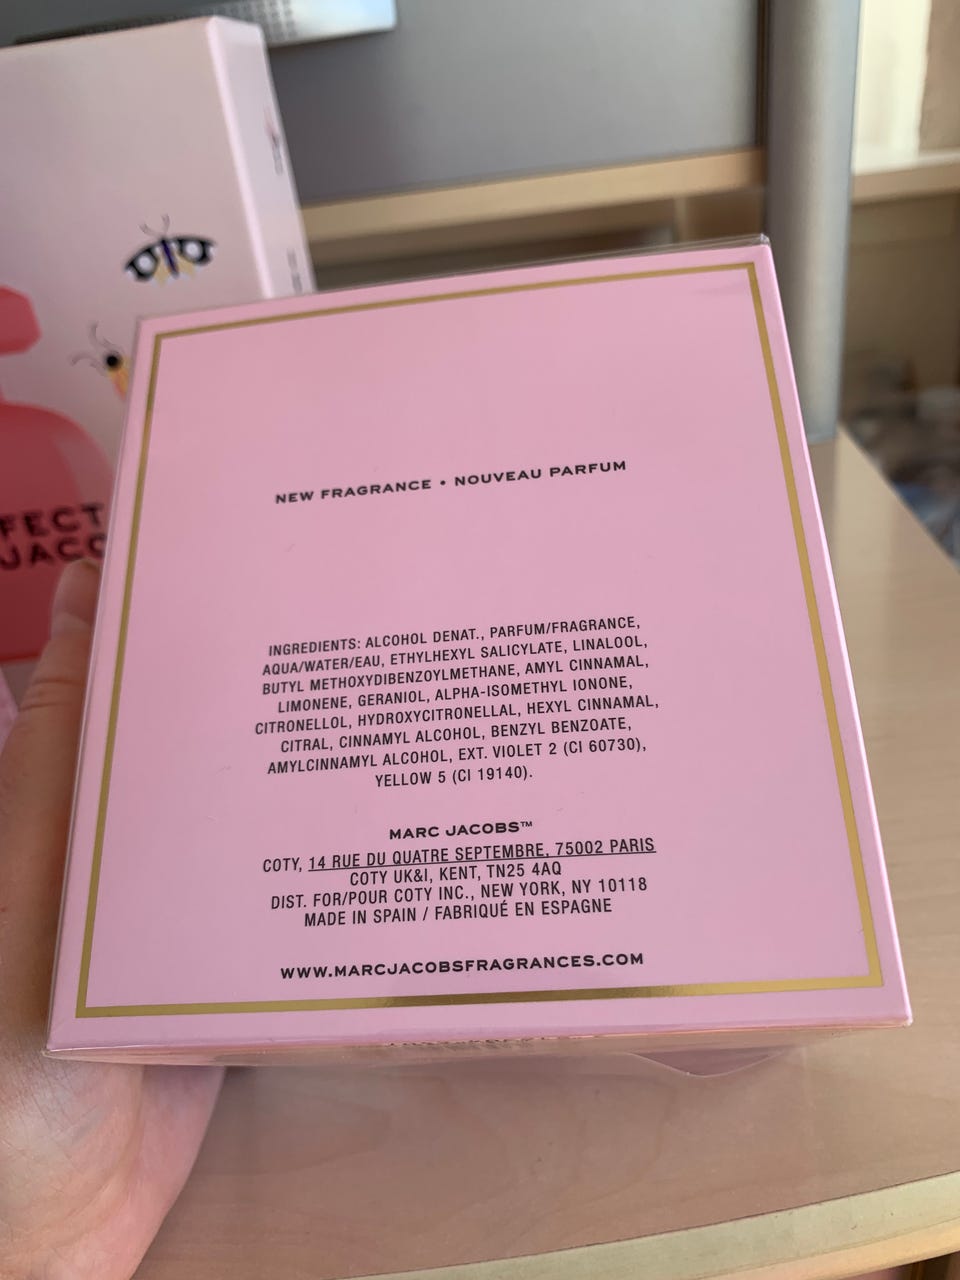 FECT
JACO
NEW FRAGRANCE • NOUVEAU PARFUM
INGREDIENTS: ALCOHOL DENAT., PARFUM/FRAGRANCE,
AQUA/WATER/EAU, ETHYLHEXYL SALICYLATE, LINALOOL,
BUTYL METHOXYDIBENZOYLMETHANE, AMYL CINNAMAL,
LIMONENE, GERANIOL, ALPHA-ISOMETHYL IONONE,
CITRONELLOL, HYDROXYCITRONELLAL, HEXYL CINNAMAL,
CITRAL, CINNAMYL ALCOHOL, BENZYL BENZOATE,
AMYLCINNAMYL ALCOHOL, EXT. VIOLET 2 (CI 60730),
YELLOW 5 (CI 19140).
MARC JACOBS™
COTY, 14 RUE DU QUATRE SEPTEMBRE, 75002 PARIS
COTY UK&I, KENT, TN25 4AQ
DIST. FOR/POUR COTY INC., NEW YORK, NY 10118
MADE IN SPAIN / FABRIQUÉ EN ESPAGNE
WWW.MARCJACOBSFRAGRANCES.COM